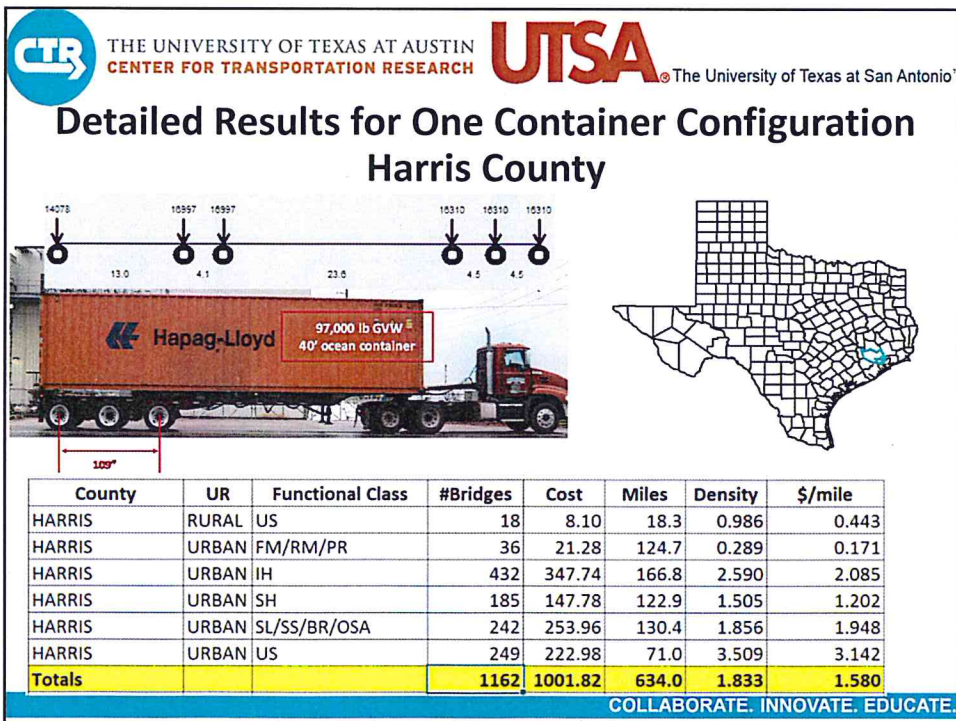 CTR
THE UNIVERSITY OF TEXAS AT AUSTIN
CENTER FOR TRANSPORTATION RESEARCH
UTSA® The University of Texas at San Antonio™
Detailed Results for One Container Configuration
Harris County
14078 16997 16997 16310 16310 16310
13.0 4.1 23.6 4.5 4.5
Hapag-Lloyd
97,000 lb GVW
40' ocean container
109"
County UR Functional Class #Bridges Cost Miles Density $/mile
HARRIS RURAL US 18 8.10 18.3 0.986 0.443
HARRIS URBAN FM/RM/PR 36 21.28 124.7 0.289 0.171
HARRIS URBAN IH 432 347.74 166.8 2.590 2.085
HARRIS URBAN SH 185 147.78 122.9 1.505 1.202
HARRIS URBAN SL/SS/BR/OSA 242 253.96 130.4 1.856 1.948
HARRIS URBAN US 249 222.98 71.0 3.509 3.142
Totals 1162 1001.82 634.0 1.833 1.580
COLLABORATE. INNOVATE. EDUCATE.